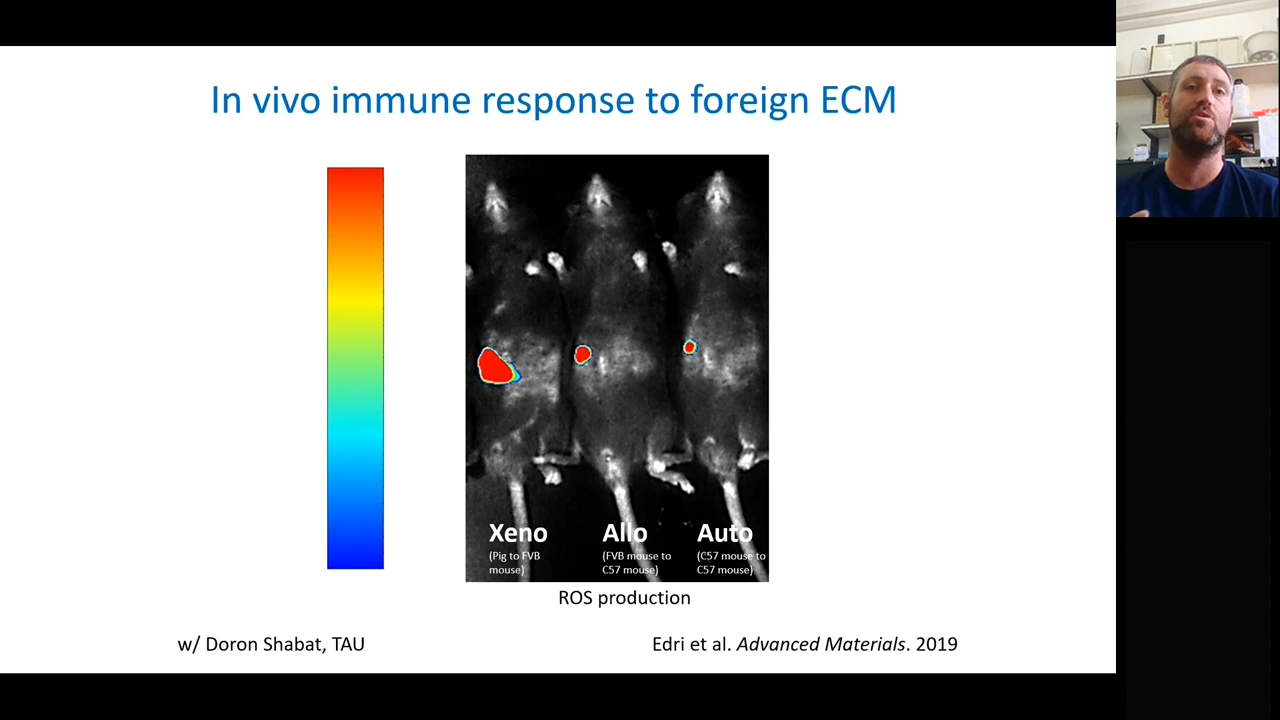 In vivo immune response to foreign ECM
Xeno
(Pig to FVB
mouse)
Allo
(FVB mouse to
C57 mouse)
Auto
(C57 mouse to
C57 mouse)
ROS production
w/ Doron Shabat, TAU
Edri et al. Advanced Materials. 2019